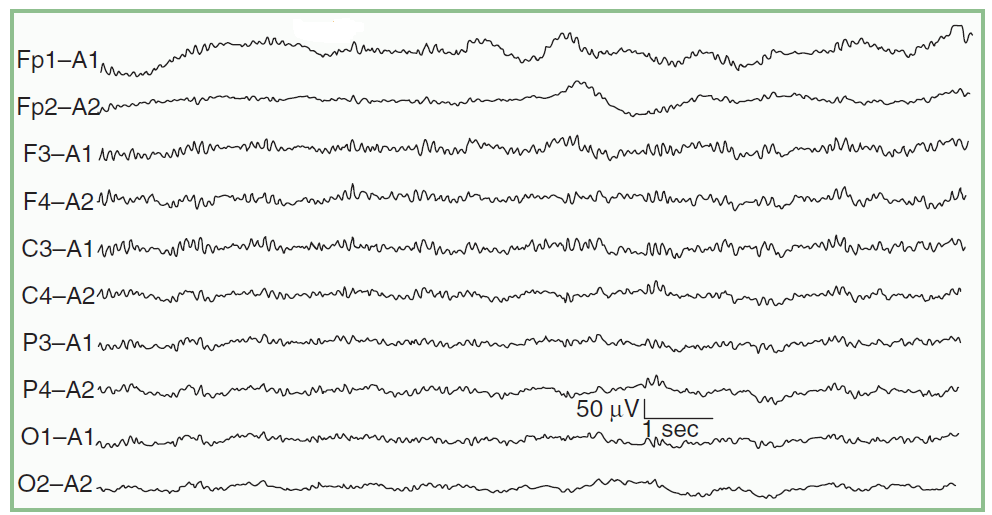 Fp1–A1
Fp2–A2
F3–A1
F4–A2
C3–A1
C4–A2
P3–A1
P4–A2
50 μV
1 sec
O1–A1
O2–A2